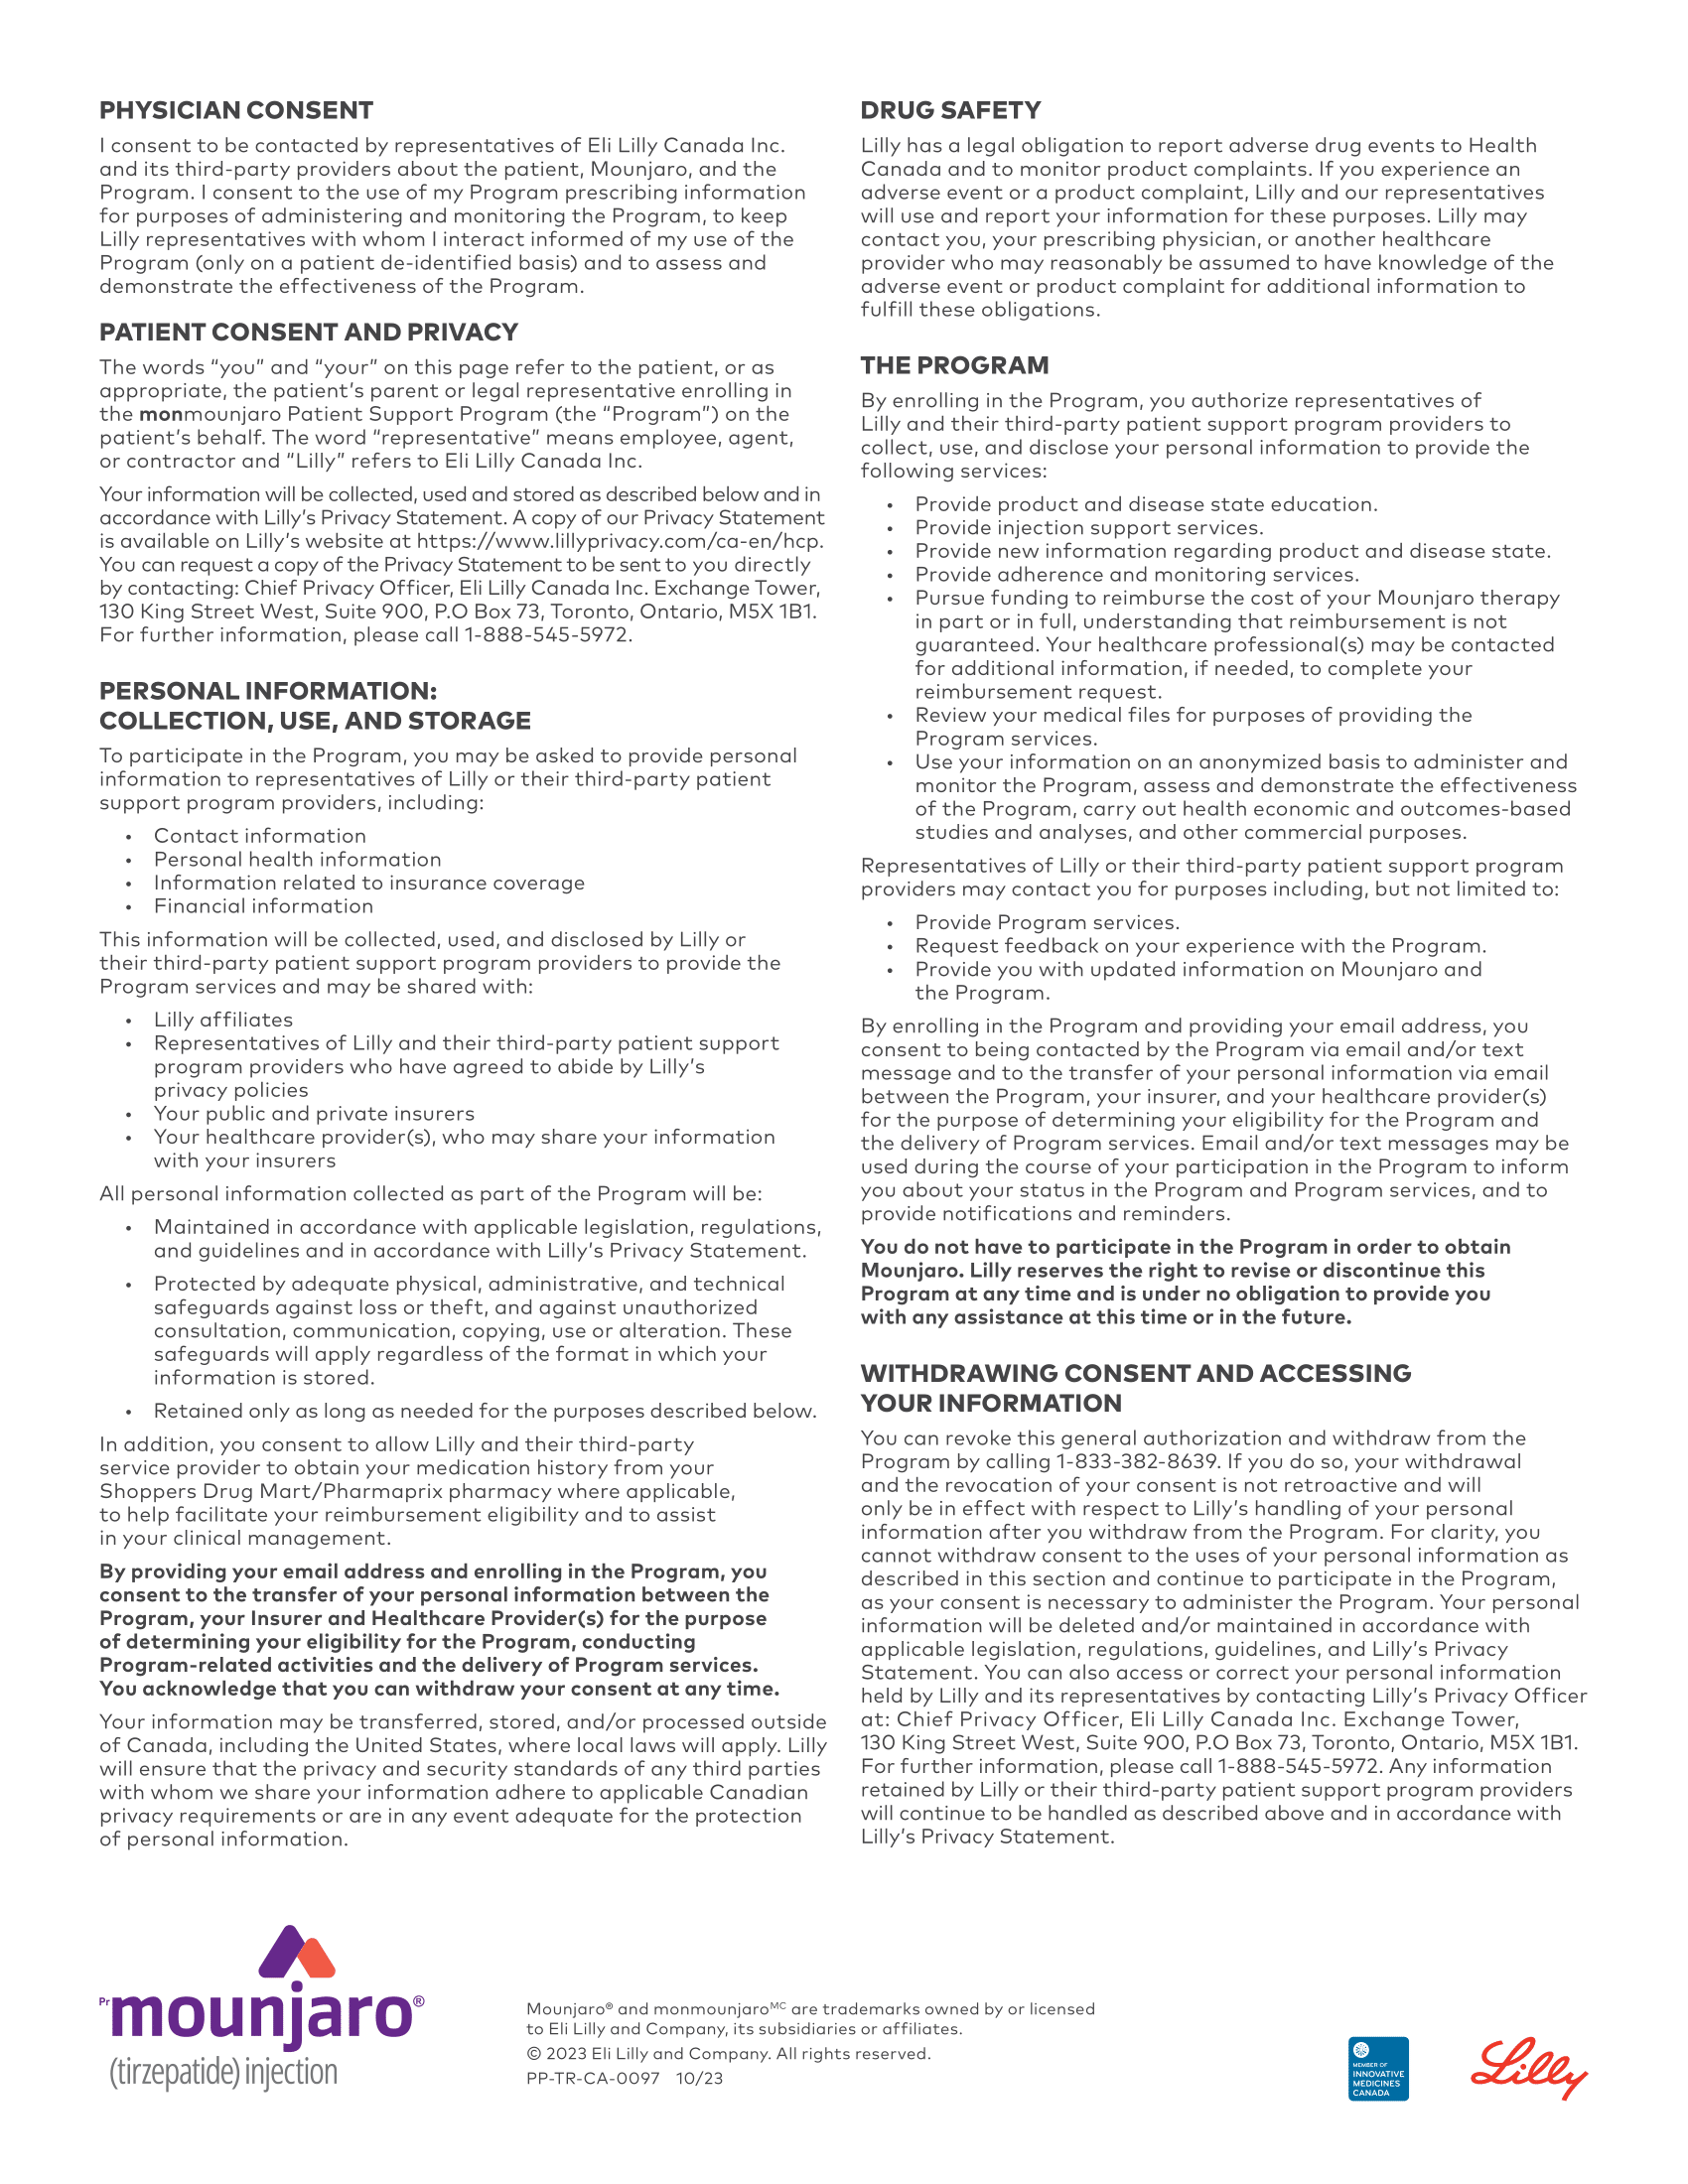 PHYSICIAN CONSENT
I consent to be contacted by representatives of Eli Lilly Canada Inc.
and its third-party providers about the patient, Mounjaro, and the
Program. I consent to the use of my Program prescribing information
for purposes of administering and monitoring the Program, to keep
Lilly representatives with whom I interact informed of my use of the
Program (only on a patient de-identified basis) and to assess and
demonstrate the effectiveness of the Program.
PATIENT CONSENT AND PRIVACY
The words “you” and “your” on this page refer to the patient, or as
appropriate, the patient’s parent or legal representative enrolling in
the monmounjaro Patient Support Program (the “Program”) on the
patient’s behalf. The word “representative” means employee, agent,
or contractor and “Lilly” refers to Eli Lilly Canada Inc.
Your information will be collected, used and stored as described below and in
accordance with Lilly’s Privacy Statement. A copy of our Privacy Statement
is available on Lilly’s website at https://www.lillyprivacy.com/ca-en/hcp.
You can request a copy of the Privacy Statement to be sent to you directly
by contacting: Chief Privacy Officer, Eli Lilly Canada Inc. Exchange Tower,
130 King Street West, Suite 900, P.O Box 73, Toronto, Ontario, M5X 1B1.
For further information, please call 1-888-545-5972.
PERSONAL INFORMATION:
COLLECTION, USE, AND STORAGE
To participate in the Program, you may be asked to provide personal
information to representatives of Lilly or their third-party patient
support program providers, including:
• Contact information
• Personal health information
• Information related to insurance coverage
• Financial information
This information will be collected, used, and disclosed by Lilly or
their third-party patient support program providers to provide the
Program services and may be shared with:
• Lilly affiliates
• Representatives of Lilly and their third-party patient support
program providers who have agreed to abide by Lilly’s
privacy policies
• Your public and private insurers
• Your healthcare provider(s), who may share your information
with your insurers
All personal information collected as part of the Program will be:
• Maintained in accordance with applicable legislation, regulations,
and guidelines and in accordance with Lilly’s Privacy Statement.
• Protected by adequate physical, administrative, and technical
safeguards against loss or theft, and against unauthorized
consultation, communication, copying, use or alteration. These
safeguards will apply regardless of the format in which your
information is stored.
• Retained only as long as needed for the purposes described below.
In addition, you consent to allow Lilly and their third-party
service provider to obtain your medication history from your
Shoppers Drug Mart/Pharmaprix pharmacy where applicable,
to help facilitate your reimbursement eligibility and to assist
in your clinical management.
By providing your email address and enrolling in the Program, you
consent to the transfer of your personal information between the
Program, your Insurer and Healthcare Provider(s) for the purpose
of determining your eligibility for the Program, conducting
Program-related activities and the delivery of Program services.
You acknowledge that you can withdraw your consent at any time.
Your information may be transferred, stored, and/or processed outside
of Canada, including the United States, where local laws will apply. Lilly
will ensure that the privacy and security standards of any third parties
with whom we share your information adhere to applicable Canadian
privacy requirements or are in any event adequate for the protection
of personal information.
DRUG SAFETY
Lilly has a legal obligation to report adverse drug events to Health
Canada and to monitor product complaints. If you experience an
adverse event or a product complaint, Lilly and our representatives
will use and report your information for these purposes. Lilly may
contact you, your prescribing physician, or another healthcare
provider who may reasonably be assumed to have knowledge of the
adverse event or product complaint for additional information to
fulfill these obligations.
THE PROGRAM
By enrolling in the Program, you authorize representatives of
Lilly and their third-party patient support program providers to
collect, use, and disclose your personal information to provide the
following services:
• Provide product and disease state education.
• Provide injection support services.
• Provide new information regarding product and disease state.
• Provide adherence and monitoring services.
• Pursue funding to reimburse the cost of your Mounjaro therapy
in part or in full, understanding that reimbursement is not
guaranteed. Your healthcare professional(s) may be contacted
for additional information, if needed, to complete your
reimbursement request.
• Review your medical files for purposes of providing the
Program services.
• Use your information on an anonymized basis to administer and
monitor the Program, assess and demonstrate the effectiveness
of the Program, carry out health economic and outcomes-based
studies and analyses, and other commercial purposes.
Representatives of Lilly or their third-party patient support program
providers may contact you for purposes including, but not limited to:
• Provide Program services.
• Request feedback on your experience with the Program.
• Provide you with updated information on Mounjaro and
the Program.
By enrolling in the Program and providing your email address, you
consent to being contacted by the Program via email and/or text
message and to the transfer of your personal information via email
between the Program, your insurer, and your healthcare provider(s)
for the purpose of determining your eligibility for the Program and
the delivery of Program services. Email and/or text messages may be
used during the course of your participation in the Program to inform
you about your status in the Program and Program services, and to
provide notifications and reminders.
You do not have to participate in the Program in order to obtain
Mounjaro. Lilly reserves the right to revise or discontinue this
Program at any time and is under no obligation to provide you
with any assistance at this time or in the future.
WITHDRAWING CONSENT AND ACCESSING
YOUR INFORMATION
You can revoke this general authorization and withdraw from the
Program by calling 1-833-382-8639. If you do so, your withdrawal
and the revocation of your consent is not retroactive and will
only be in effect with respect to Lilly’s handling of your personal
information after you withdraw from the Program. For clarity, you
cannot withdraw consent to the uses of your personal information as
described in this section and continue to participate in the Program,
as your consent is necessary to administer the Program. Your personal
information will be deleted and/or maintained in accordance with
applicable legislation, regulations, guidelines, and Lilly’s Privacy
Statement. You can also access or correct your personal information
held by Lilly and its representatives by contacting Lilly’s Privacy Officer
at: Chief Privacy Officer, Eli Lilly Canada Inc. Exchange Tower,
130 King Street West, Suite 900, P.O Box 73, Toronto, Ontario, M5X 1B1.
For further information, please call 1-888-545-5972. Any information
retained by Lilly or their third-party patient support program providers
will continue to be handled as described above and in accordance with
Lilly’s Privacy Statement.
Pr mounjaro®
(tirzepatide) injection
Mounjaro® and monmounjaroMC are trademarks owned by or licensed
to Eli Lilly and Company, its subsidiaries or affiliates.
© 2023 Eli Lilly and Company. All rights reserved.
PP-TR-CA-0097 10/23
MEMBER OF
INNOVATIVE
MEDICINES
CANADA
Lilly